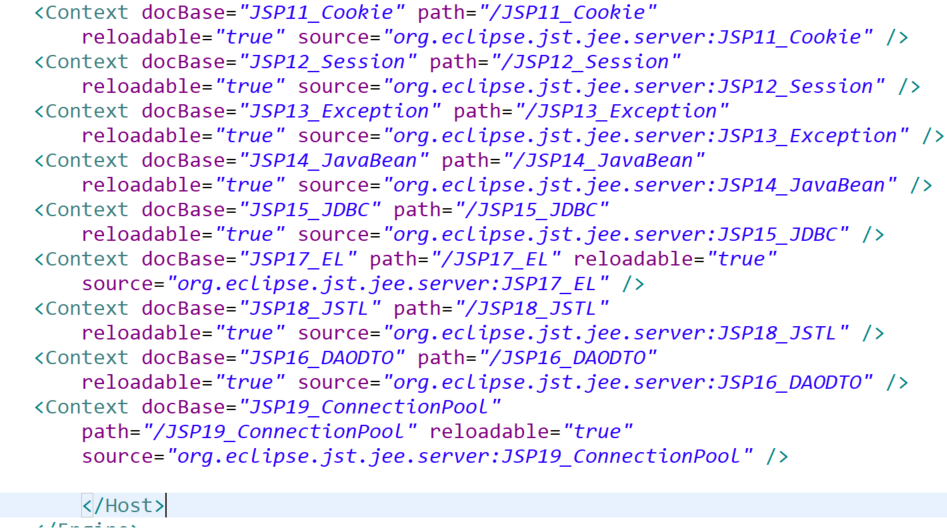 <Context docBase="JSP11_Cookie" path="/JSP11_Cookie"
reloadable="true" source="org.eclipse.jst.jee.server:JSP11_Cookie" />
<Context docBase="JSP12_Session" path="/JSP12_Session"
reloadable="true" source="org.eclipse.jst.jee.server:JSP12_Session" />
<Context docBase="JSP13_Exception" path="/JSP13_Exception"
reloadable="true" source="org.eclipse.jst.jee.server:JSP13_Exception" />
<Context docBase="JSP14_JavaBean" path="/JSP14_JavaBean"
reloadable="true" source="org.eclipse.jst.jee.server:JSP14_JavaBean" />
<Context docBase="JSP15_JDBC" path="/JSP15_JDBC"
reloadable="true" source="org.eclipse.jst.jee.server:JSP15_JDBC" />
<Context docBase="JSP17_EL" path="/JSP17_EL" reloadable="true"
source="org.eclipse.jst.jee.server:JSP17_EL" />
<Context docBase="JSP18_JSTL" path="/JSP18_JSTL"
reloadable="true" source="org.eclipse.jst.jee.server:JSP18_JSTL" />
<Context docBase="JSP16_DAODTO" path="/JSP16_DAODTO"
reloadable="true" source="org.eclipse.jst.jee.server:JSP16_DAODTO" />
<Context docBase="JSP19_ConnectionPool"
path="/JSP19_ConnectionPool" reloadable="true"
source="org.eclipse.jst.jee.server:JSP19_ConnectionPool" />
</Host>
</Engine>